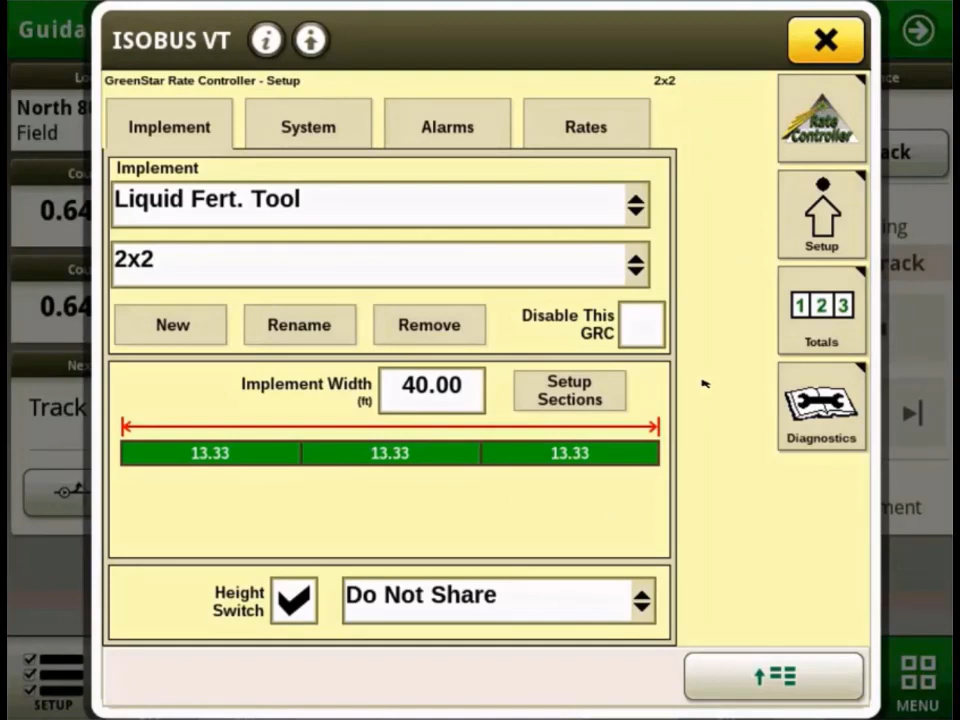 Guida
ISOBUS VT
GreenStar Rate Controller - Setup
2x2
Implement
System
Alarms
Rates
Rate
Controller
Implement
Liquid Fert. Tool
2x2
New
Rename
Remove
Disable This
GRC
Implement Width
(ft)
40.00
Setup
Sections
13.33
13.33
13.33
Height
Switch
Do Not Share
Setup
1 2 3
Totals
Diagnostics
North 8
Field
0.64
0.64
Track
ack
ing
rack
ment
SETUP
MENU